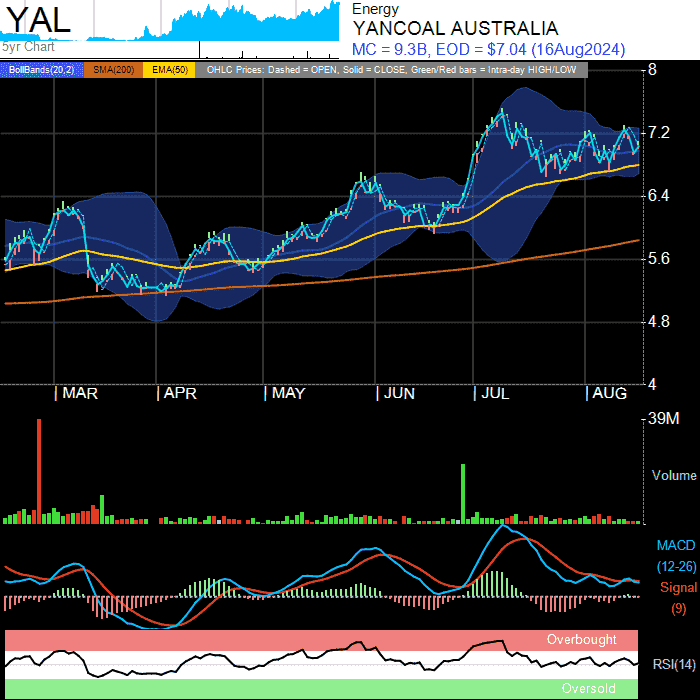 YAL
5yr Chart
Energy
YANCOAL AUSTRALIA
MC = 9.3B, EOD = $7.04 (16Aug2024)
BollBands(20,2) SMA(200) EMA(50) OHLC Prices: Dashed = OPEN, Solid = CLOSE, Green/Red bars = Intra-day HIGH/LOW
8
7.2
6.4
5.6
4.8
4
MAR APR MAY JUN JUL AUG
39M
Volume
MACD
(12-26)
Signal
(9)
Overbought
RSI(14)
Oversold